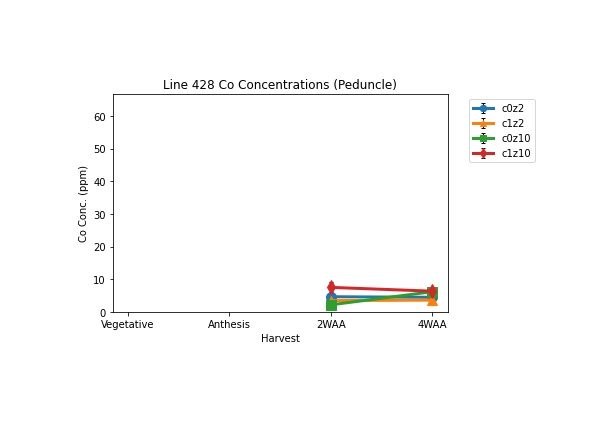 Line 428 Co Concentrations (Peduncle)
60
50
40
30
20
10
0
Co Conc. (ppm)
Vegetative Anthesis 2WAA 4WAA
Harvest
c0z2
c1z2
c0z10
c1z10